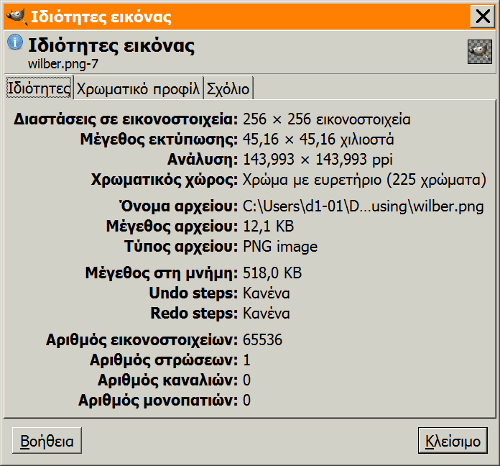 Ιδιότητες εικόνας
Ιδιότητες εικόνας
wilber.png-7
Ιδιότητες Χρωματικό προφίλ Σχόλιο
Διαστάσεις σε εικονοστοιχεία: 256 × 256 εικονοστοιχεία
Μέγεθος εκτύπωσης: 45,16 × 45,16 χιλιοστά
Ανάλυση: 143,993 × 143,993 ppi
Χρωματικός χώρος: Χρώμα με ευρετήριο (225 χρώματα)
Όνομα αρχείου: C:\Users\d1-01\D...using\wilber.png
Μέγεθος αρχείου: 12,1 KB
Τύπος αρχείου: PNG image
Μέγεθος στη μνήμη: 518,0 KB
Undo steps: Κανένα
Redo steps: Κανένα
Αριθμός εικονοστοιχείων: 65536
Αριθμός στρώσεων: 1
Αριθμός καναλιών: 0
Αριθμός μονοπατιών: 0
Βοήθεια Κλείσιμο